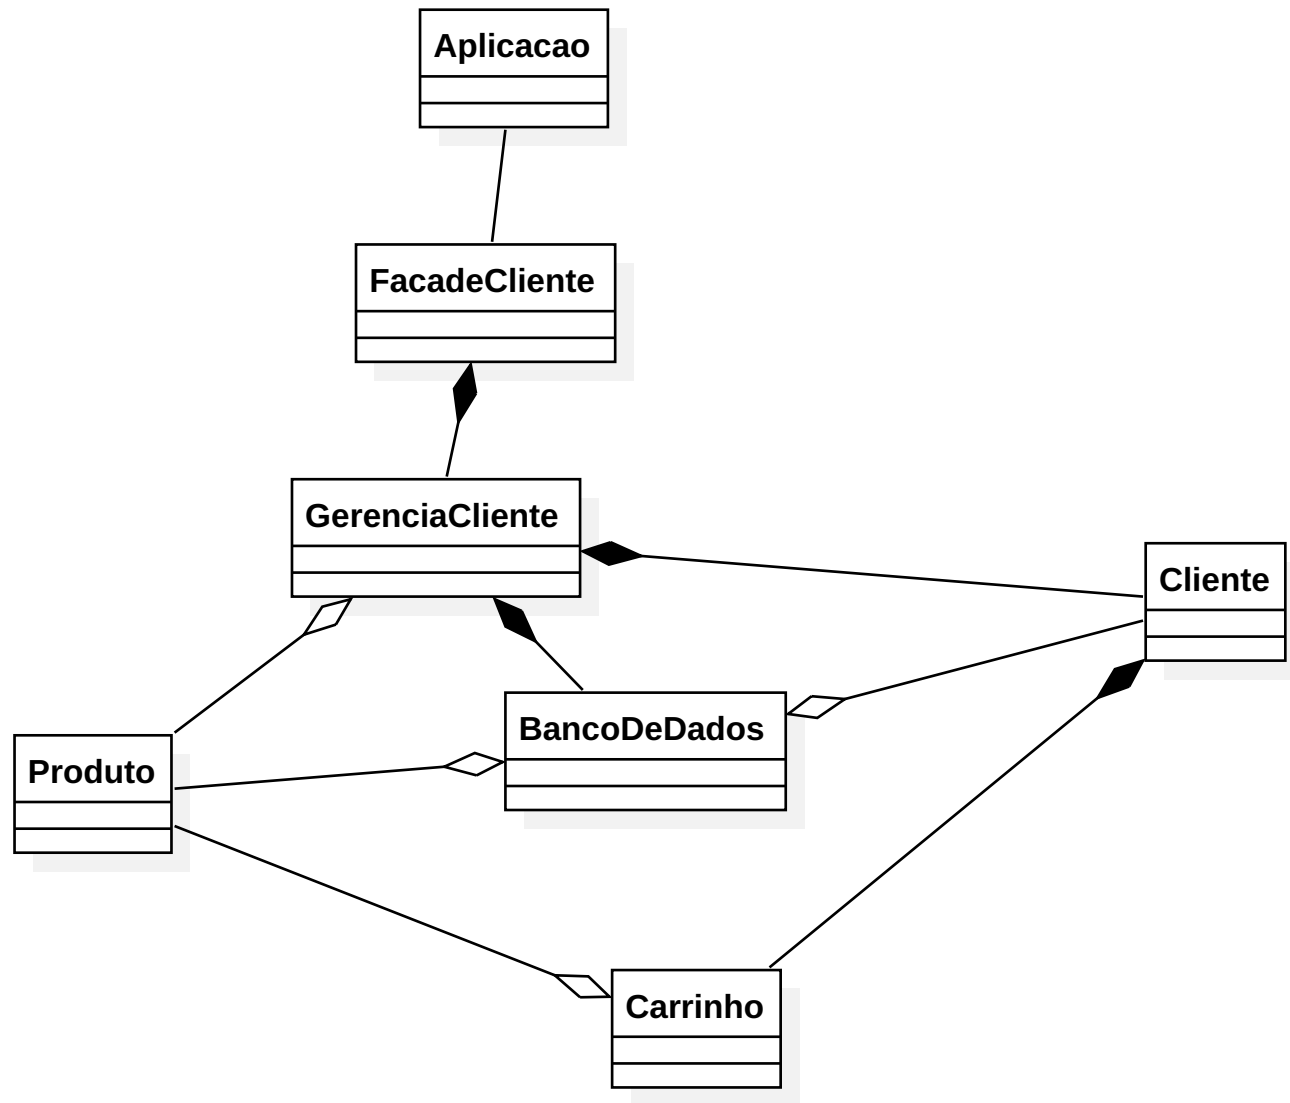 Aplicacao
FacadeCliente
GerenciaCliente
Cliente
BancoDeDados
Produto
Carrinho